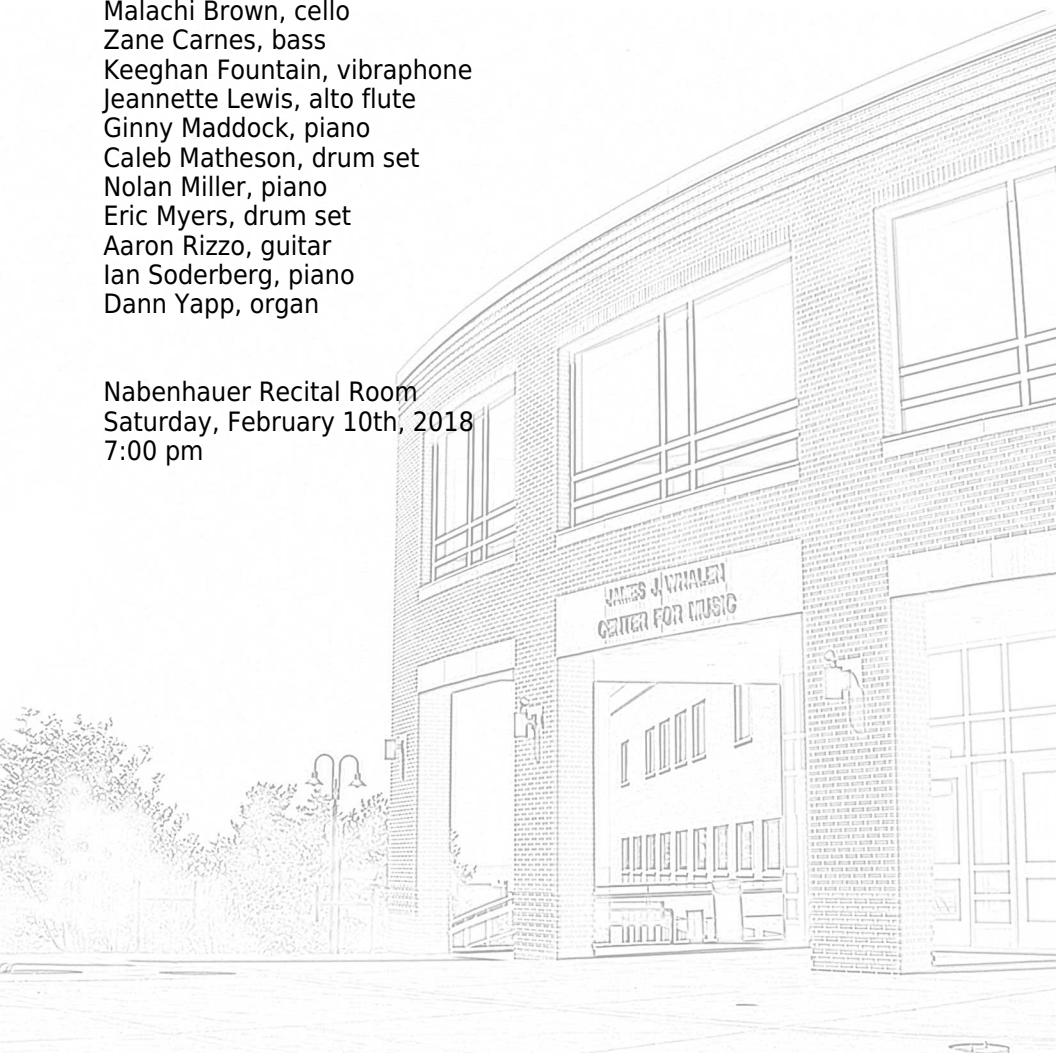 Malachi Brown, cello
Zane Carnes, bass
Keeghan Fountain, vibraphone
Jeannette Lewis, alto flute
Ginny Maddock, piano
Caleb Matheson, drum set
Nolan Miller, piano
Eric Myers, drum set
Aaron Rizzo, guitar
Ian Soderberg, piano
Dann Yapp, organ
Nabenhauer Recital Room
Saturday, February 10th, 2018
7:00 pm
JAMES J. WHALEN
CENTER FOR MUSIC